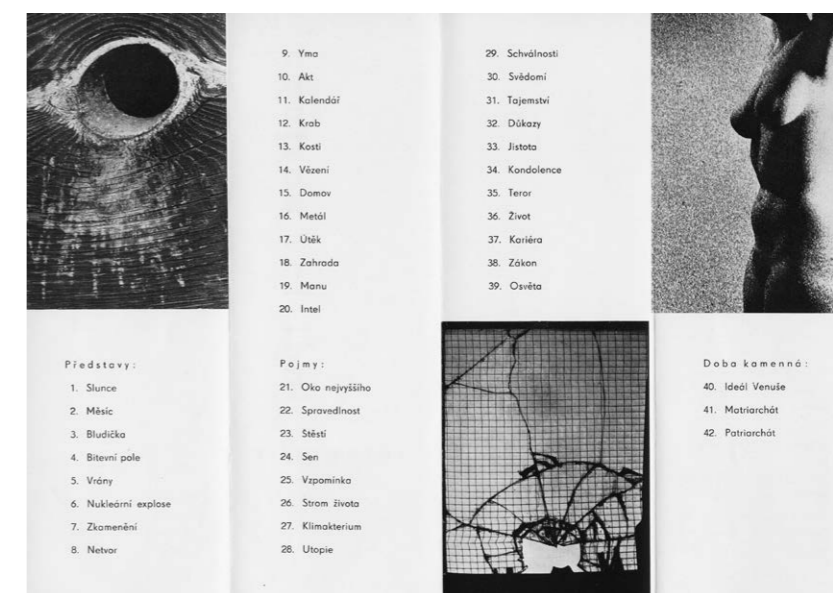 Představy:
1. Slunce
2. Měsíc
3. Bludička
4. Bitevní pole
5. Vrány
6. Nukleární explose
7. Zkamenění
8. Netvor
9. Yma
10. Akt
11. Kalendář
12. Krab
13. Kosti
14. Vězení
15. Domov
16. Metál
17. Útěk
18. Zahrada
19. Manu
20. Intel
Pojmy:
21. Oko nejvyššího
22. Spravedlnost
23. Štěstí
24. Sen
25. Vzpomínka
26. Strom života
27. Klimakterium
28. Utopie
29. Schválnosti
30. Svědomí
31. Tajemství
32. Důkazy
33. Jistota
34. Kondolence
35. Teror
36. Život
37. Kariéra
38. Zákon
39. Osvěta
Doba kamenná:
40. Ideál Venuše
41. Matriarchát
42. Patriarchát